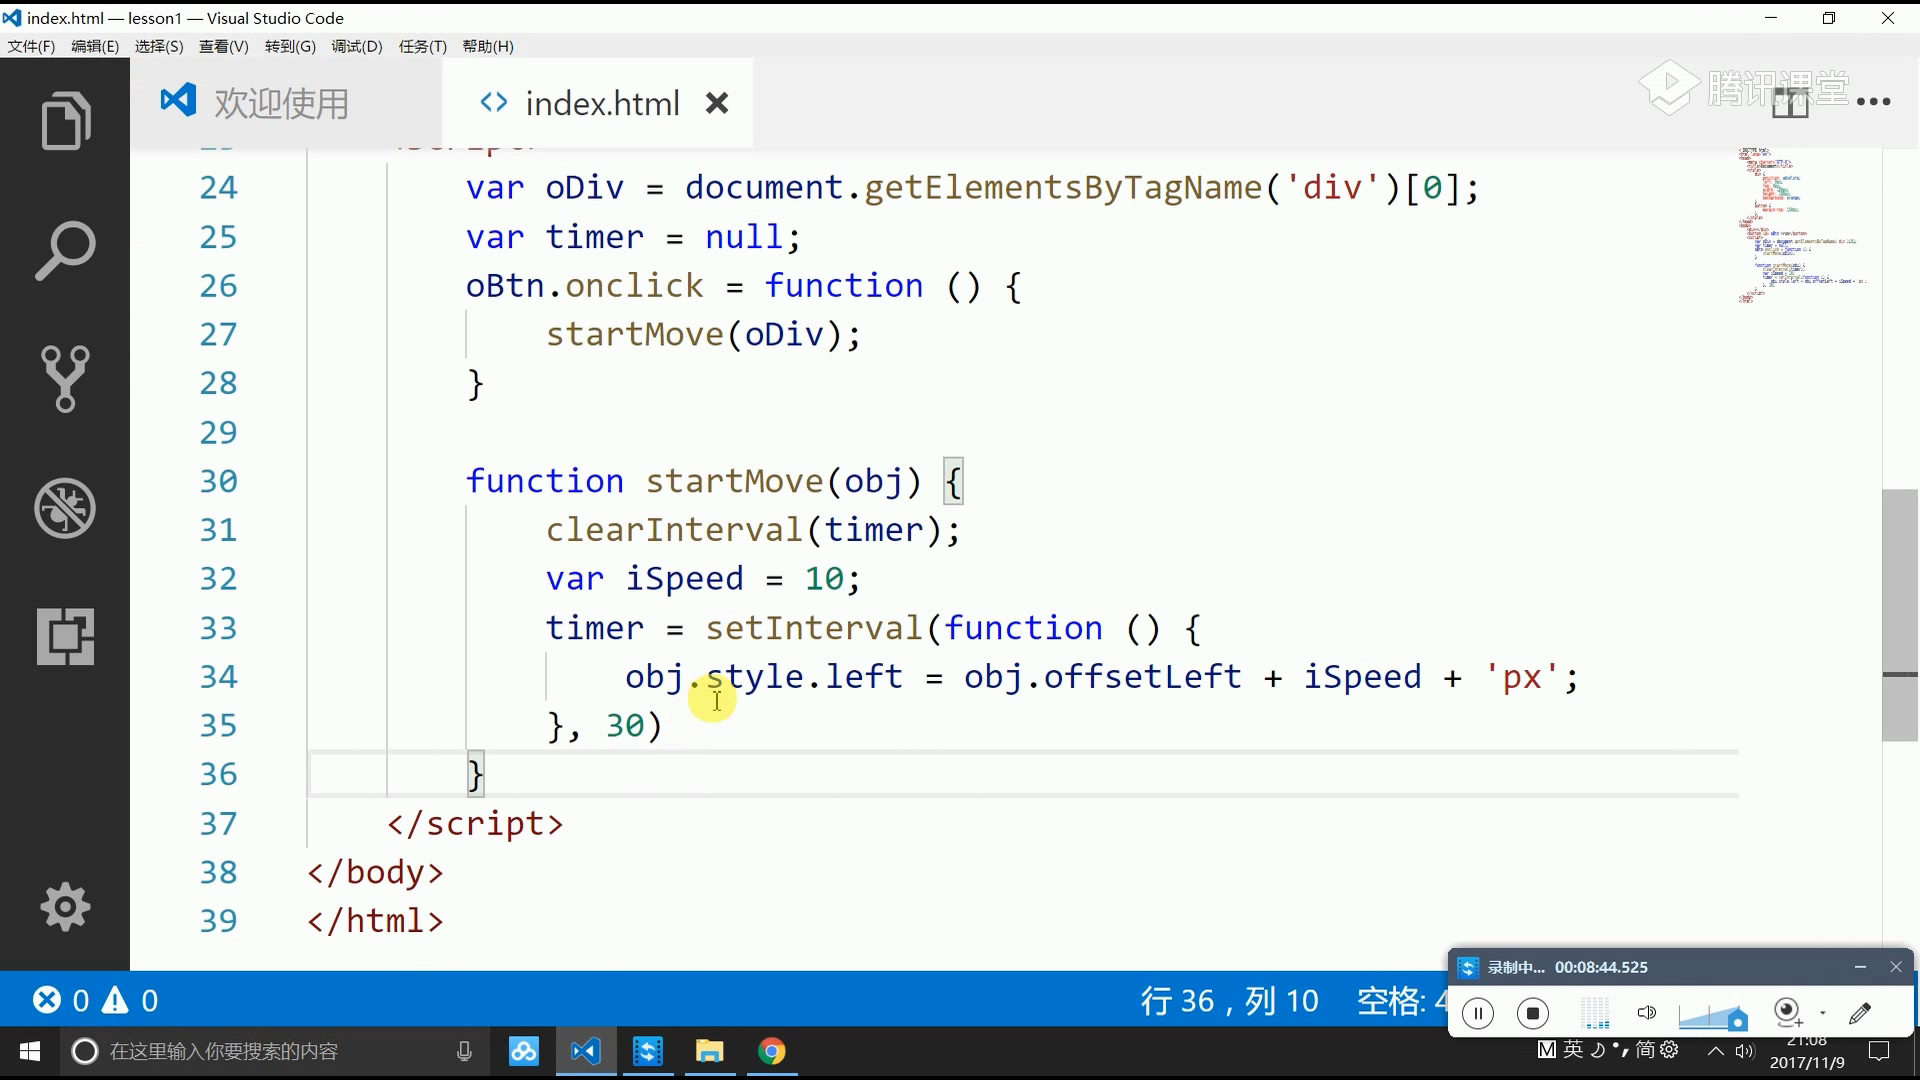 index.html — lesson1 — Visual Studio Code
文件(F) 编辑(E) 选择(S) 查看(V) 转到(G) 调试(D) 任务(T) 帮助(H)
欢迎使用 index.html
腾讯课堂
24 var oDiv = document.getElementsByTagName('div')[0];
25 var timer = null;
26 oBtn.onclick = function () {
27 startMove(oDiv);
28 }
29
30 function startMove(obj) {
31 clearInterval(timer);
32 var iSpeed = 10;
33 timer = setInterval(function () {
34 obj.style.left = obj.offsetLeft + iSpeed + 'px';
35 }, 30)
36 }
37 </script>
38 </body>
39 </html>
录制中... 00:08:44.525
0 0 行 36，列 10 空格: 4
在这里输入你要搜索的内容
M 英 简
21:08
2017/11/9